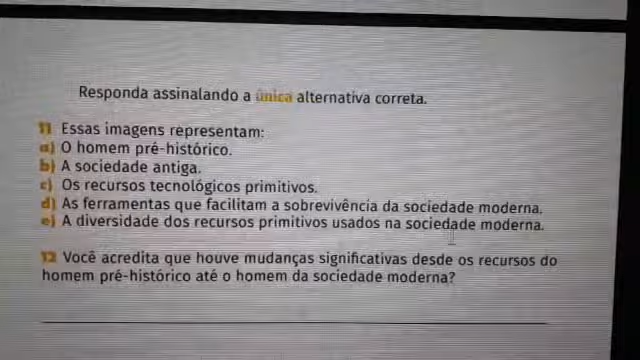 Responda assinalando a única alternativa correta.
11 Essas imagens representam:
a) O homem pré-histórico.
b) A sociedade antiga.
c) Os recursos tecnológicos primitivos.
d) As ferramentas que facilitam a sobrevivência da sociedade moderna.
e) A diversidade dos recursos primitivos usados na sociedade moderna.
12 Você acredita que houve mudanças significativas desde os recursos do
homem pré-histórico até o homem da sociedade moderna?